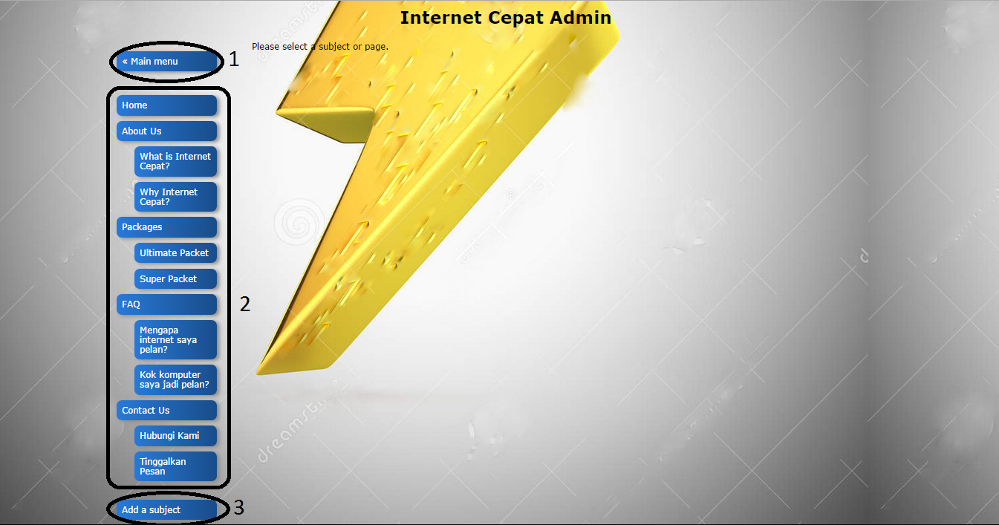 Internet Cepat Admin
Please select a subject or page.
« Main menu
1
Home
About Us
What is Internet
Cepat?
Why Internet
Cepat?
Packages
Ultimate Packet
Super Packet
FAQ
2
Mengapa
internet saya
pelan?
Kok komputer
saya jadi pelan?
Contact Us
Hubungi Kami
Tinggalkan
Pesan
Add a subject
3
dreamsti
dreamsti